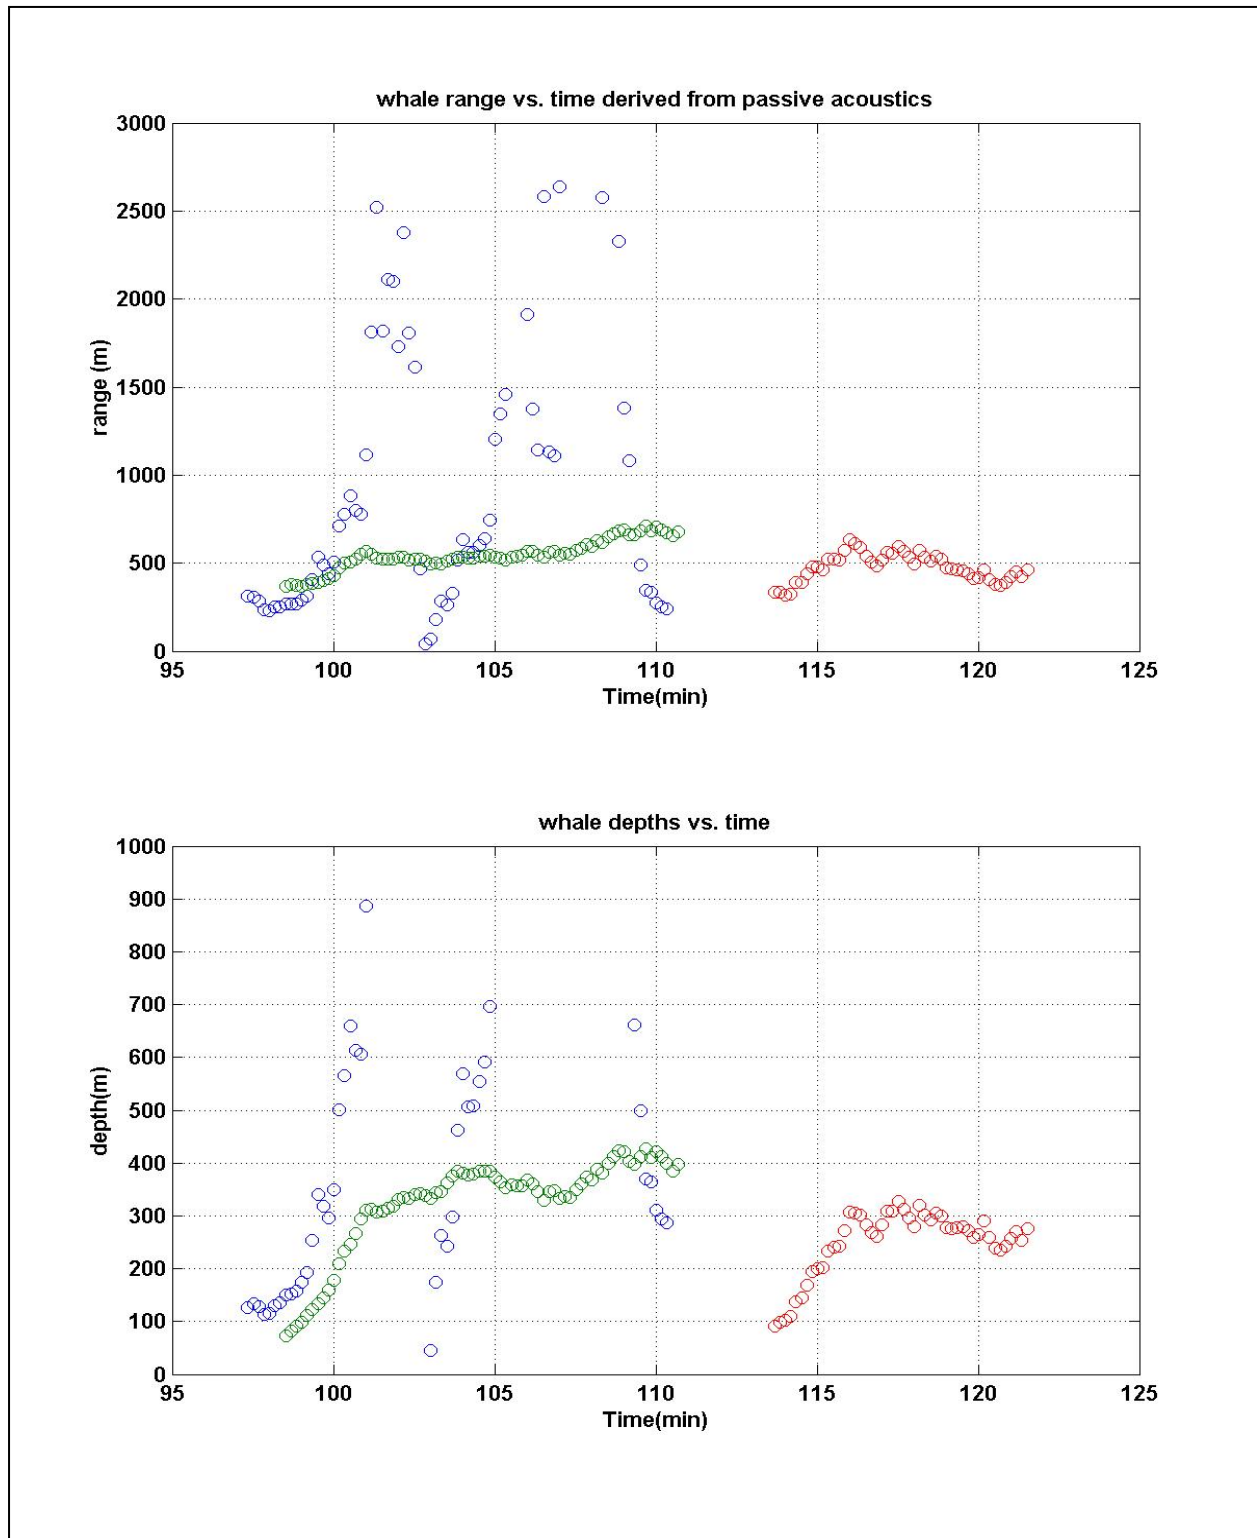 whale range vs. time derived from passive acoustics
3000
2500
2000
1500
1000
500
0
range (m)
95 100 105 110 115 120 125
Time(min)
whale depths vs. time
1000
900
800
700
600
500
400
300
200
100
0
depth(m)
95 100 105 110 115 120 125
Time(min)